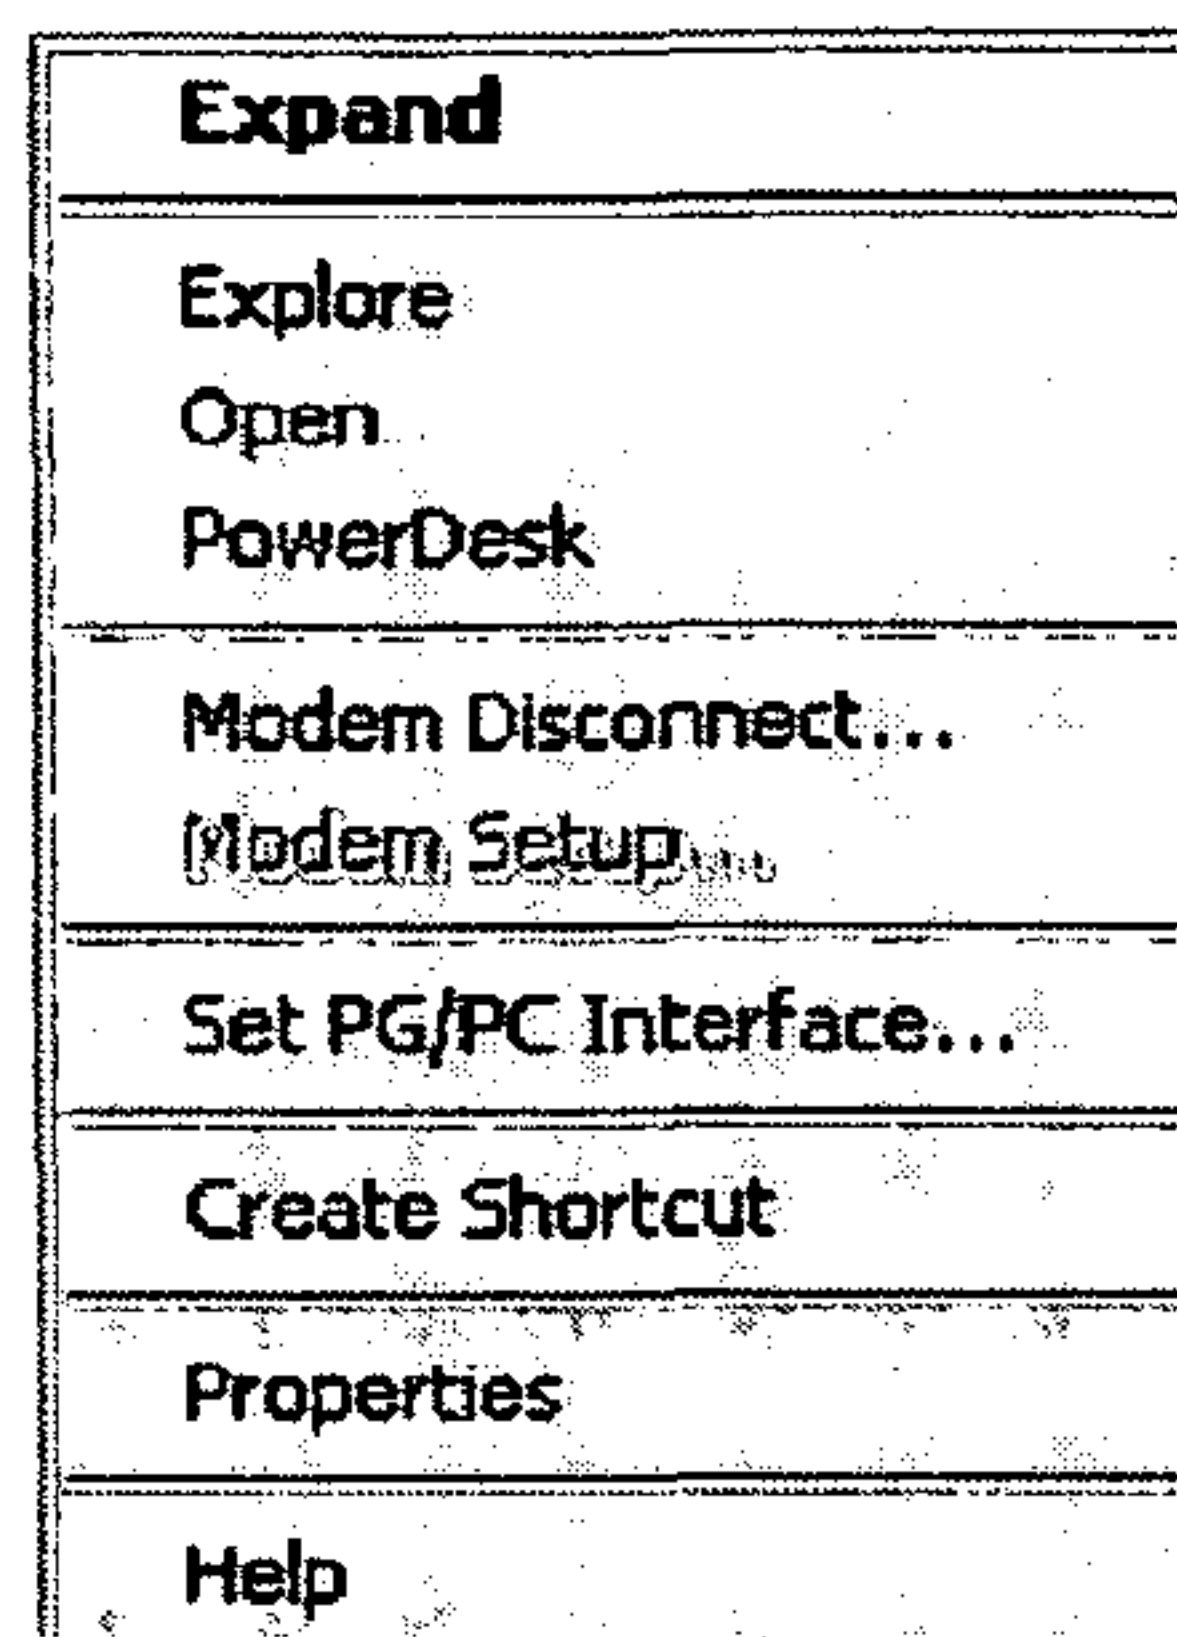 Expand
Explore
Open
PowerDesk
Modem Disconnect...
Modem Setup...
Set PG/PC Interface...
Create Shortcut
Properties
Help